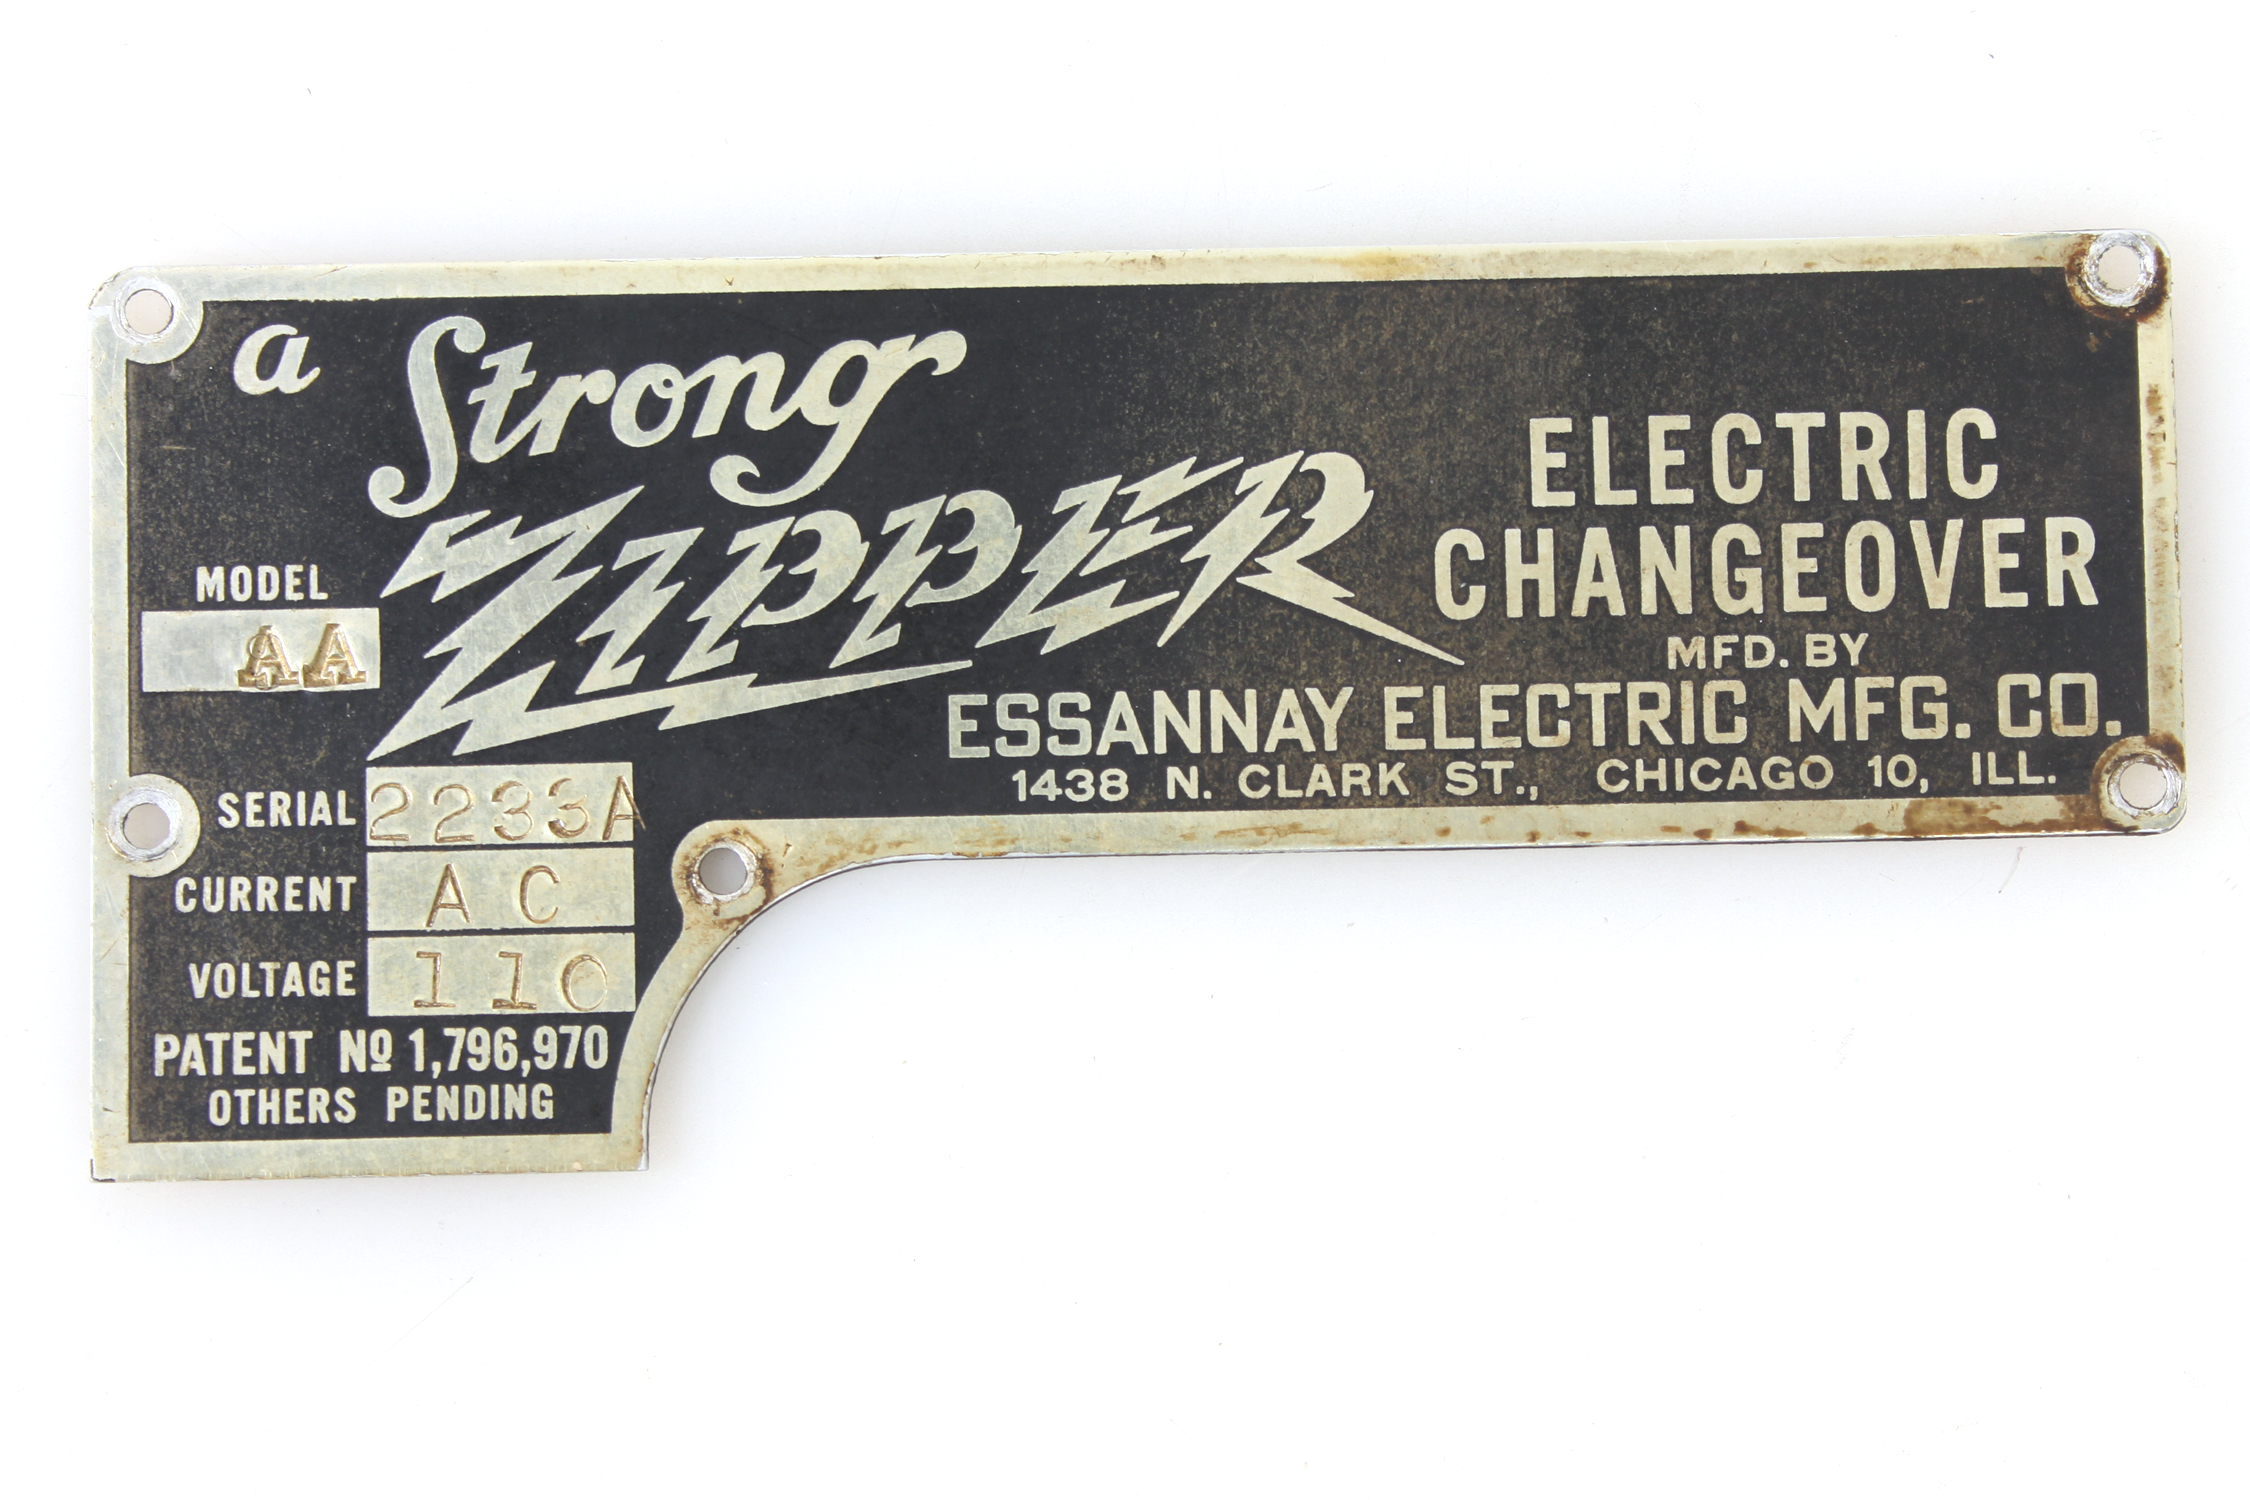 a Strong
ZIPPER
ELECTRIC
CHANGEOVER
MFD. BY
ESSANNAY ELECTRIC MFG. CO.
1438 N. CLARK ST., CHICAGO 10, ILL.
MODEL
AA
SERIAL 2233A
CURRENT AC
VOLTAGE 110
PATENT Nº 1,796,970
OTHERS PENDING